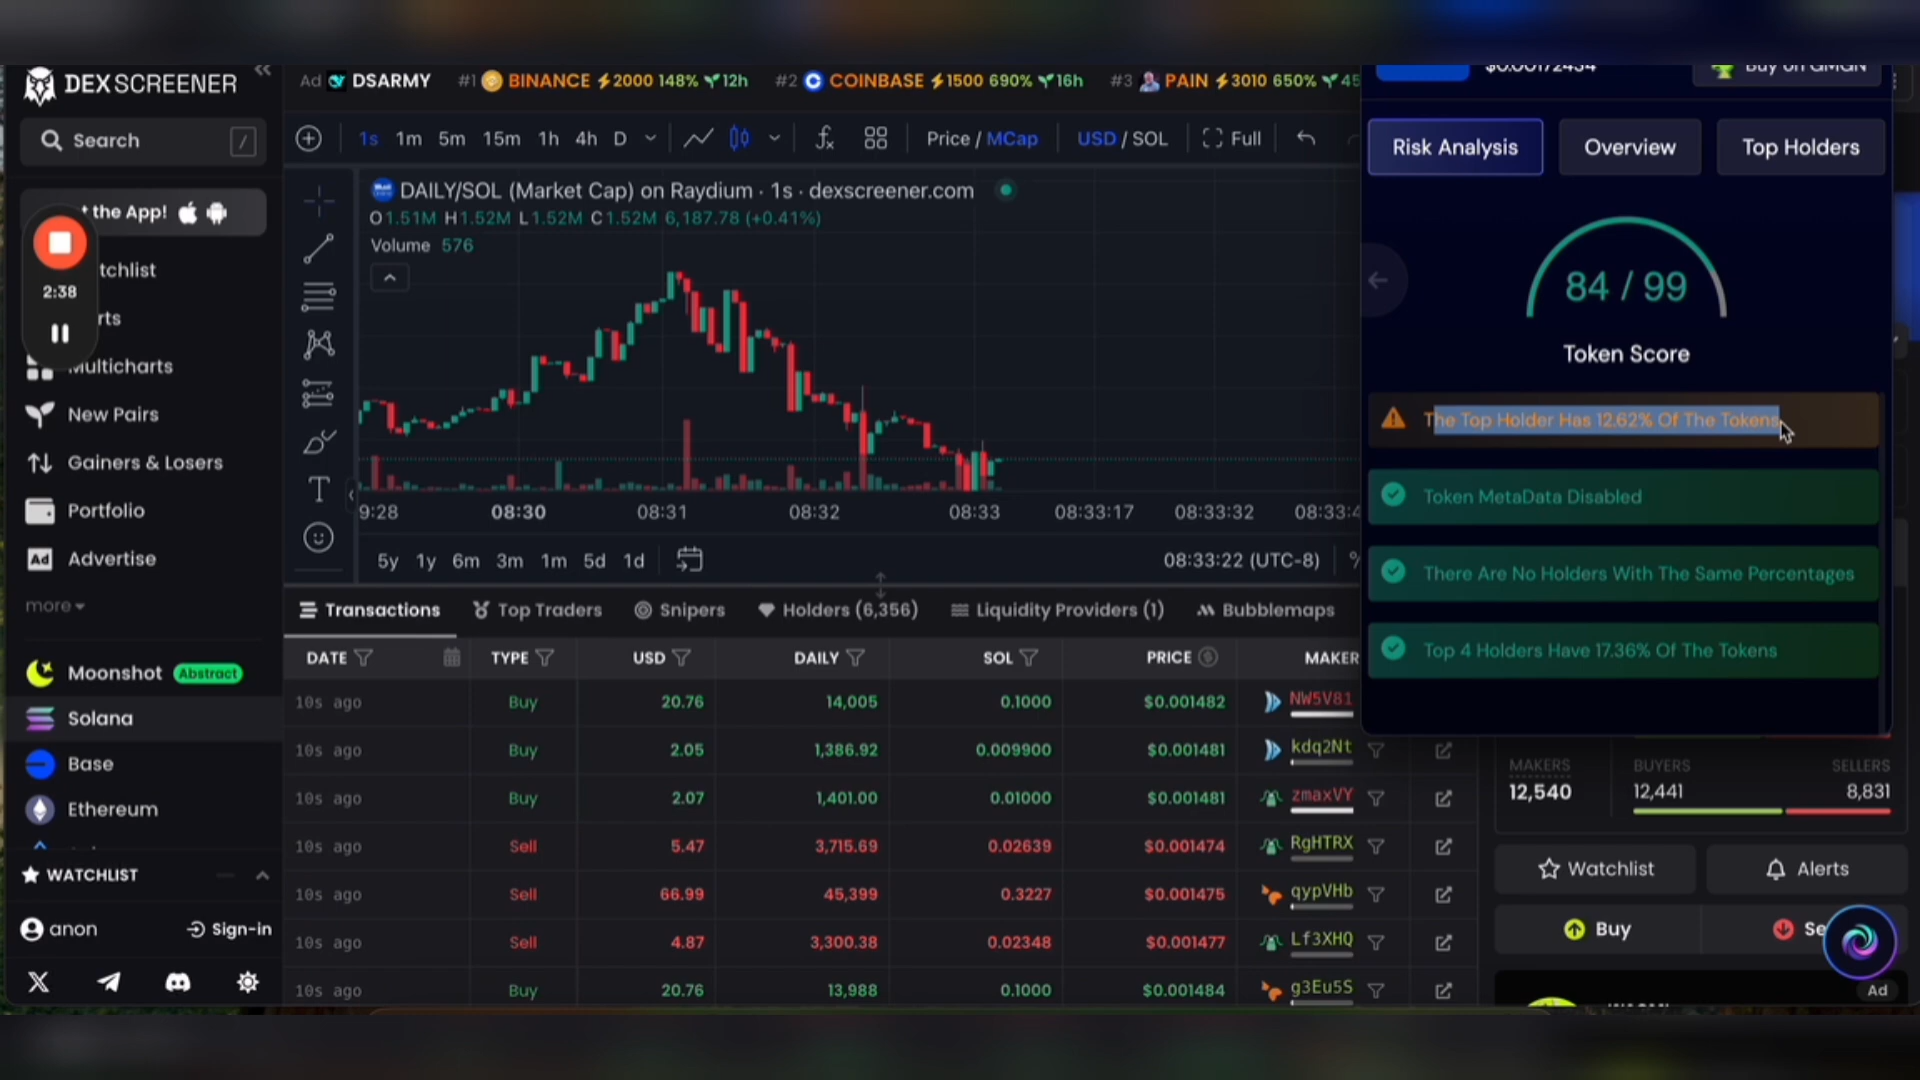 DEX SCREENER
Search /
t the App!
2:38
tchlist
rts
Multicharts
New Pairs
Gainers & Losers
Portfolio
Ad Advertise
more
Moonshot Abstract
Solana
Base
Ethereum
WATCHLIST
anon Sign-in
Ad DSARMY #1 BINANCE 2000 148% 12h #2 COINBASE 1500 690% 16h #3 PAIN 3010 650% 45
1s 1m 5m 15m 1h 4h D Price / MCap USD / SOL Full
DAILY/SOL (Market Cap) on Raydium · 1s · dexscreener.com
O1.51M H1.52M L1.52M C1.52M 6,187.78 (+0.41%)
Volume 576
9:28 08:30 08:31 08:32 08:33 08:33:17 08:33:32 08:33:4
5y 1y 6m 3m 1m 5d 1d 08:33:22 (UTC-8) %
Transactions Top Traders Snipers Holders (6,356) Liquidity Providers (1) Bubblemaps
DATE TYPE USD DAILY SOL PRICE MAKER
10s ago Buy 20.76 14,005 0.1000 $0.001482 NW5V81
10s ago Buy 2.05 1,386.92 0.009900 $0.001481 kdq2Nt
10s ago Buy 2.07 1,401.00 0.01000 $0.001481 zmaxVY
10s ago Sell 5.47 3,715.69 0.02639 $0.001474 RgHTRX
10s ago Sell 66.99 45,399 0.3227 $0.001475 qypVHb
10s ago Sell 4.87 3,300.38 0.02348 $0.001477 Lf3XHQ
10s ago Buy 20.76 13,988 0.1000 $0.001484 g3Eu5S
$0.00172434 Buy on GMGN
Risk Analysis Overview Top Holders
84 / 99
Token Score
The Top Holder Has 12.62% Of The Tokens
Token MetaData Disabled
There Are No Holders With The Same Percentages
Top 4 Holders Have 17.36% Of The Tokens
MAKERS BUYERS SELLERS
12,540 12,441 8,831
Watchlist Alerts
Buy Se
Ad